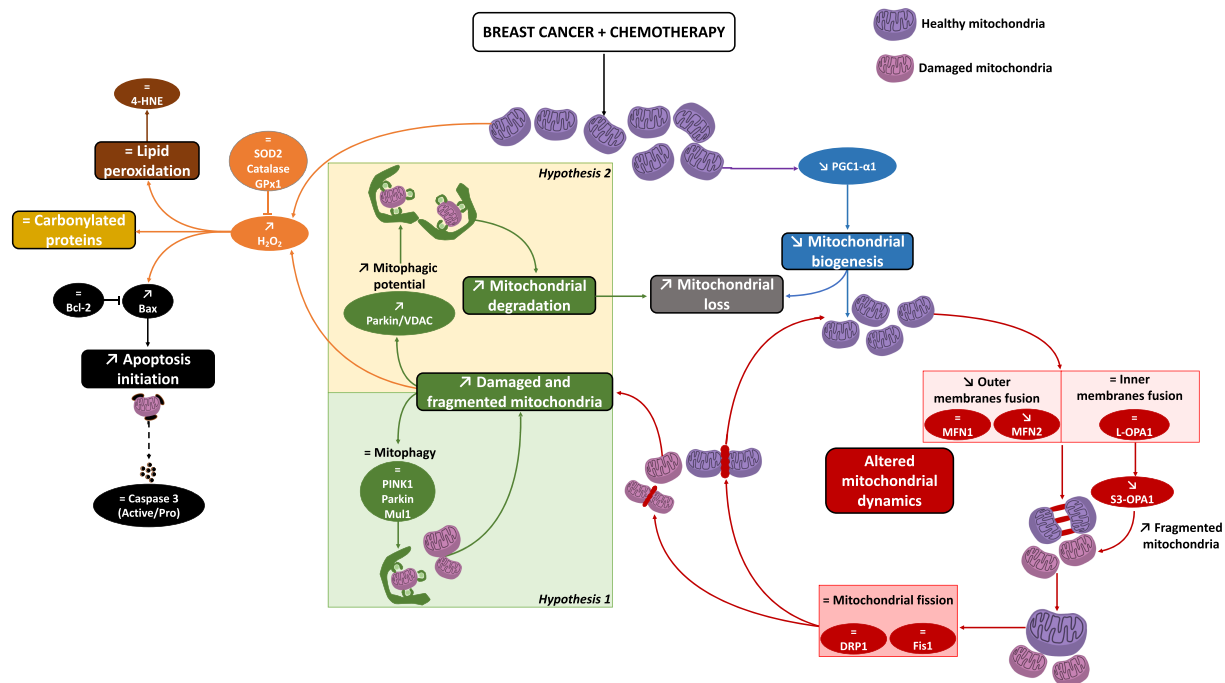 BREAST CANCER + CHEMOTHERAPY
Healthy mitochondria
Damaged mitochondria
=
4-HNE
= Lipid
peroxidation
=
SOD2
Catalase
GPx1
= Carbonylated
proteins
↗
H₂O₂
=
Bcl-2
↗
Bax
↗ Apoptosis
initiation
= Caspase 3
(Active/Pro)
Hypothesis 2
↗ Mitophagic
potential
↗
Parkin/VDAC
↗ Mitochondrial
degradation
↗ Mitochondrial
loss
↘ PGC1-α1
↘ Mitochondrial
biogenesis
↗ Damaged and
fragmented mitochondria
= Mitophagy
=
PINK1
Parkin
Mul1
Hypothesis 1
↘ Outer
membranes fusion
=
MFN1
↘
MFN2
= Inner
membranes fusion
=
L-OPA1
↘
S3-OPA1
Altered
mitochondrial
dynamics
↗ Fragmented
mitochondria
= Mitochondrial fission
=
DRP1
=
Fis1